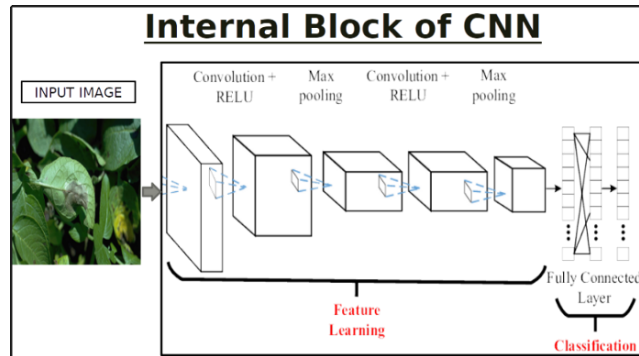 Internal Block of CNN
INPUT IMAGE
Convolution +
RELU
Max
pooling
Convolution +
RELU
Max
pooling
Fully Connected
Layer
Feature
Learning
Classification